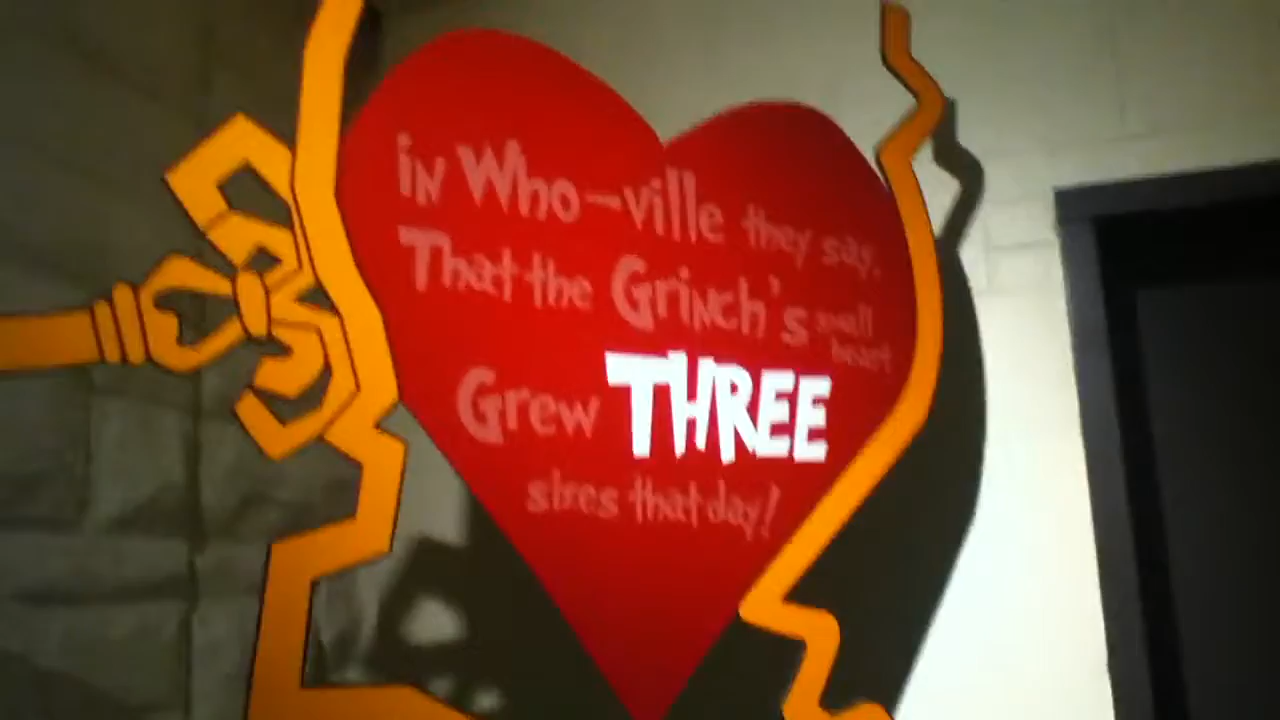 iN Who-ville they say,
That the GriNch's small
heart
Grew THREE
sizes that day!